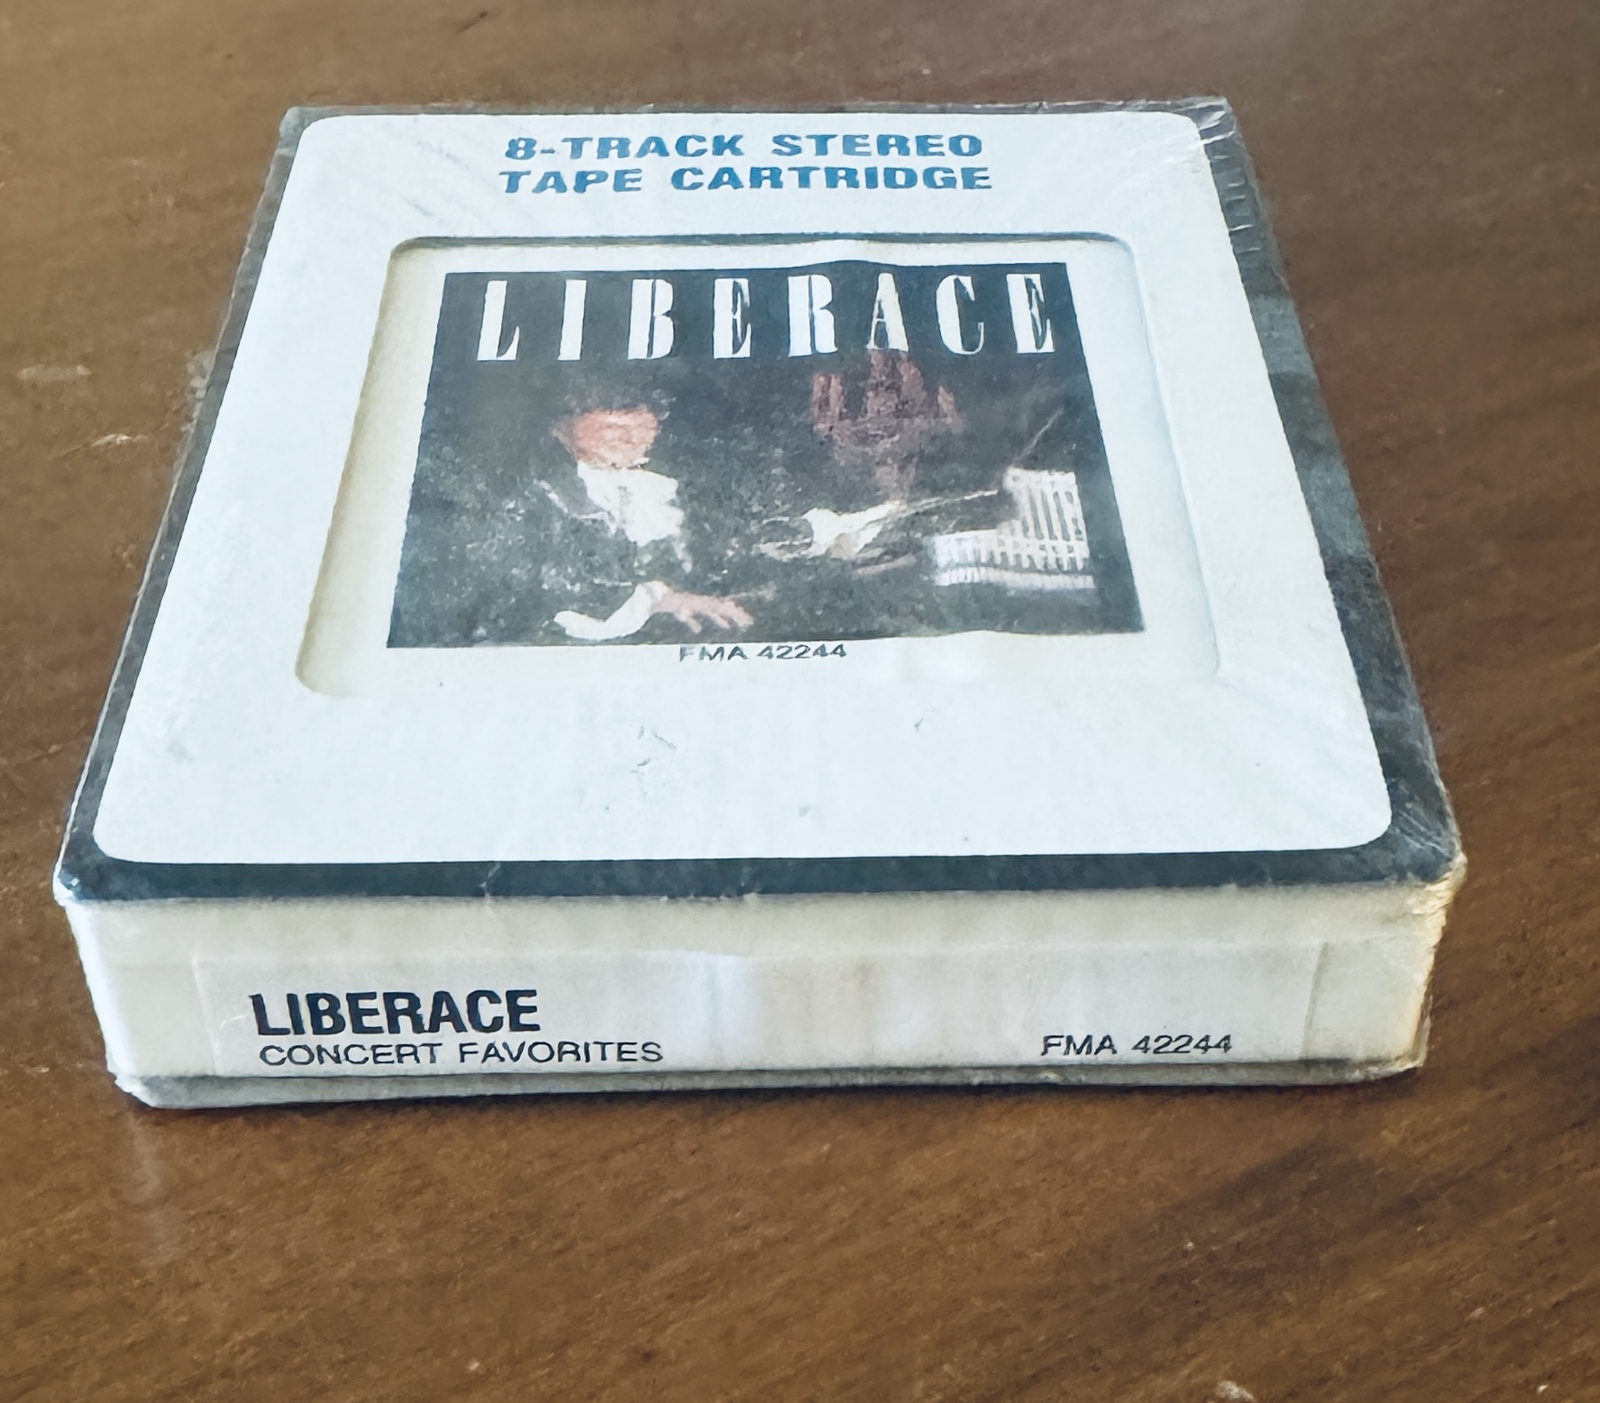 8-TRACK STEREO
TAPE CARTRIDGE
LIBERACE
FMA 42244
LIBERACE
CONCERT FAVORITES
FMA 42244